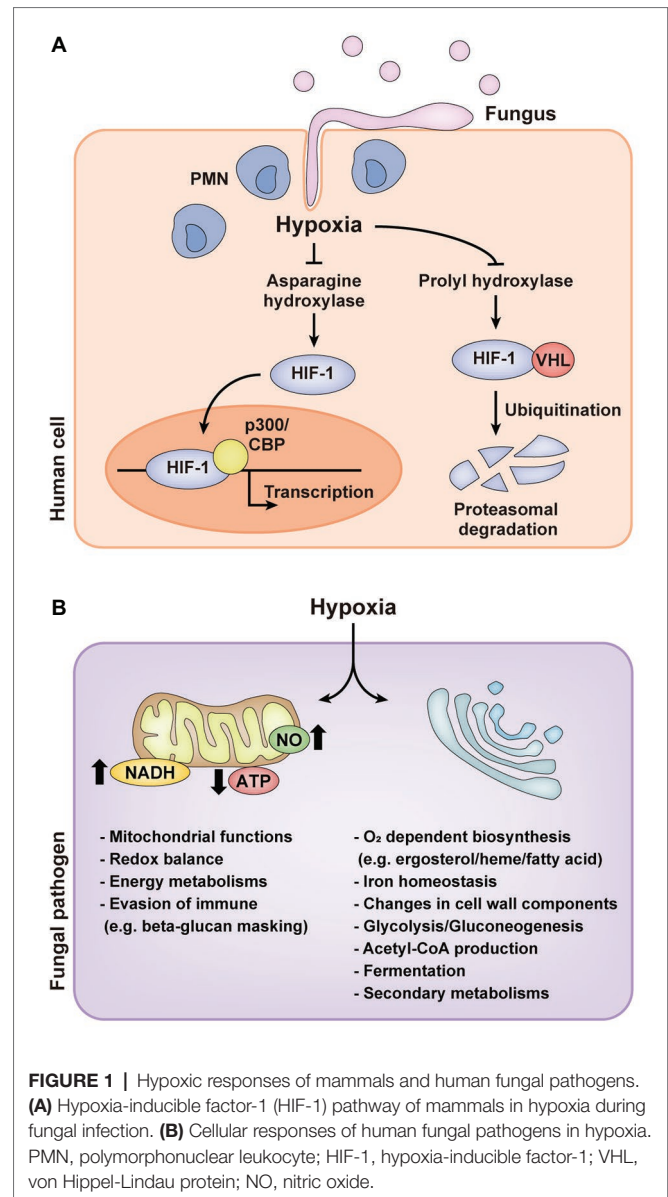 A
Fungus
PMN
Hypoxia
Asparagine
hydroxylase
Prolyl hydroxylase
HIF-1
HIF-1
VHL
Ubiquitination
p300/
CBP
HIF-1
Transcription
Proteasomal
degradation
Human cell
B
Hypoxia
NO
NADH
ATP
- Mitochondrial functions
- Redox balance
- Energy metabolisms
- Evasion of immune
(e.g. beta-glucan masking)
- O₂ dependent biosynthesis
(e.g. ergosterol/heme/fatty acid)
- Iron homeostasis
- Changes in cell wall components
- Glycolysis/Gluconeogenesis
- Acetyl-CoA production
- Fermentation
- Secondary metabolisms
Fungal pathogen
FIGURE 1 | Hypoxic responses of mammals and human fungal pathogens.
(A) Hypoxia-inducible factor-1 (HIF-1) pathway of mammals in hypoxia during
fungal infection. (B) Cellular responses of human fungal pathogens in hypoxia.
PMN, polymorphonuclear leukocyte; HIF-1, hypoxia-inducible factor-1; VHL,
von Hippel-Lindau protein; NO, nitric oxide.